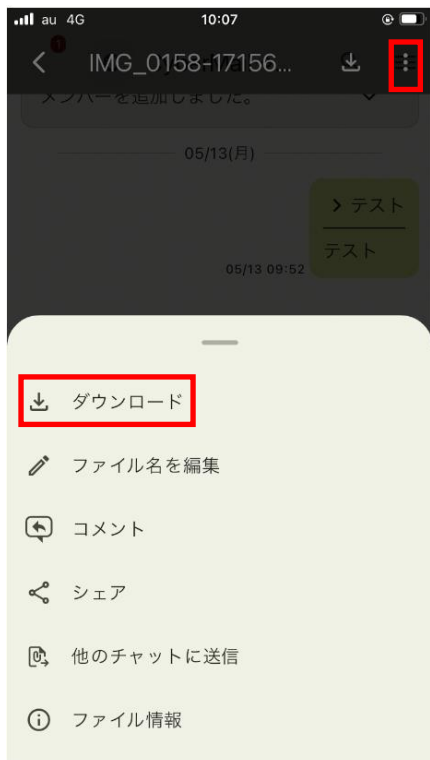 au 4G 10:07
1
IMG_0158-17156...
メンバーを追加しました。
05/13(月)
> テスト
テスト
05/13 09:52
ダウンロード
ファイル名を編集
コメント
シェア
他のチャットに送信
ファイル情報